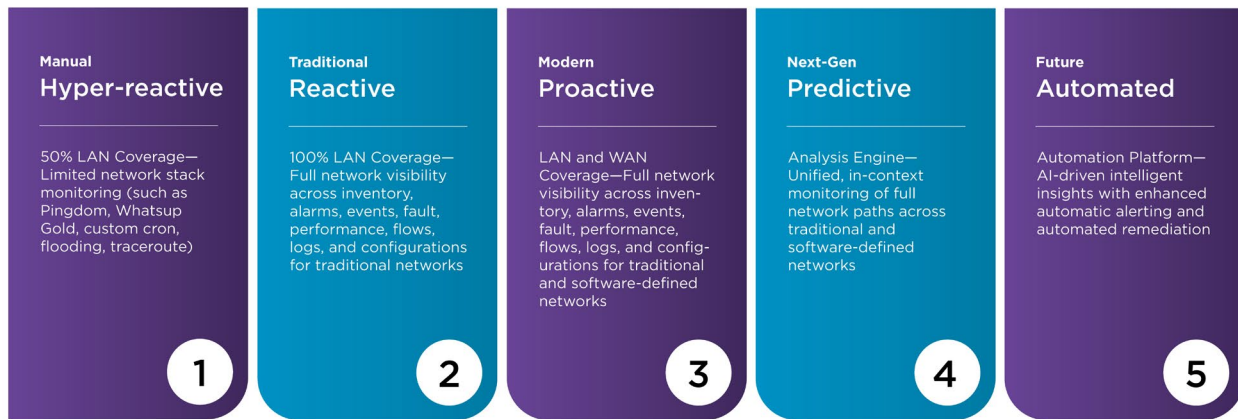 Manual
Hyper-reactive
50% LAN Coverage—
Limited network stack
monitoring (such as
Pingdom, Whatsup
Gold, custom cron,
flooding, traceroute)
1
Traditional
Reactive
100% LAN Coverage—
Full network visibility
across inventory,
alarms, events, fault,
performance, flows,
logs, and configurations
for traditional networks
2
Modern
Proactive
LAN and WAN
Coverage—Full network
visibility across inven-
tory, alarms, events,
fault, performance,
flows, logs, and config-
urations for traditional
and software-defined
networks
3
Next-Gen
Predictive
Analysis Engine—
Unified, in-context
monitoring of full
network paths across
traditional and
software-defined
networks
4
Future
Automated
Automation Platform—
AI-driven intelligent
insights with enhanced
automatic alerting and
automated remediation
5